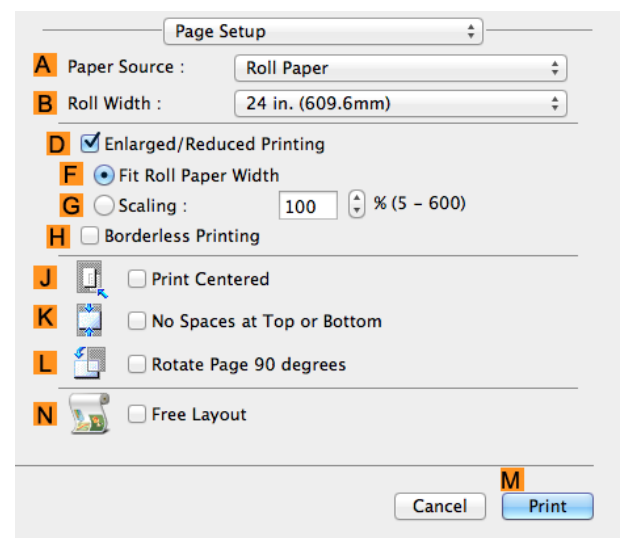 Page Setup
A Paper Source : Roll Paper
B Roll Width : 24 in. (609.6mm)
D Enlarged/Reduced Printing
F Fit Roll Paper Width
G Scaling : 100 % (5 – 600)
H Borderless Printing
J Print Centered
K No Spaces at Top or Bottom
L Rotate Page 90 degrees
N Free Layout
M
Cancel Print